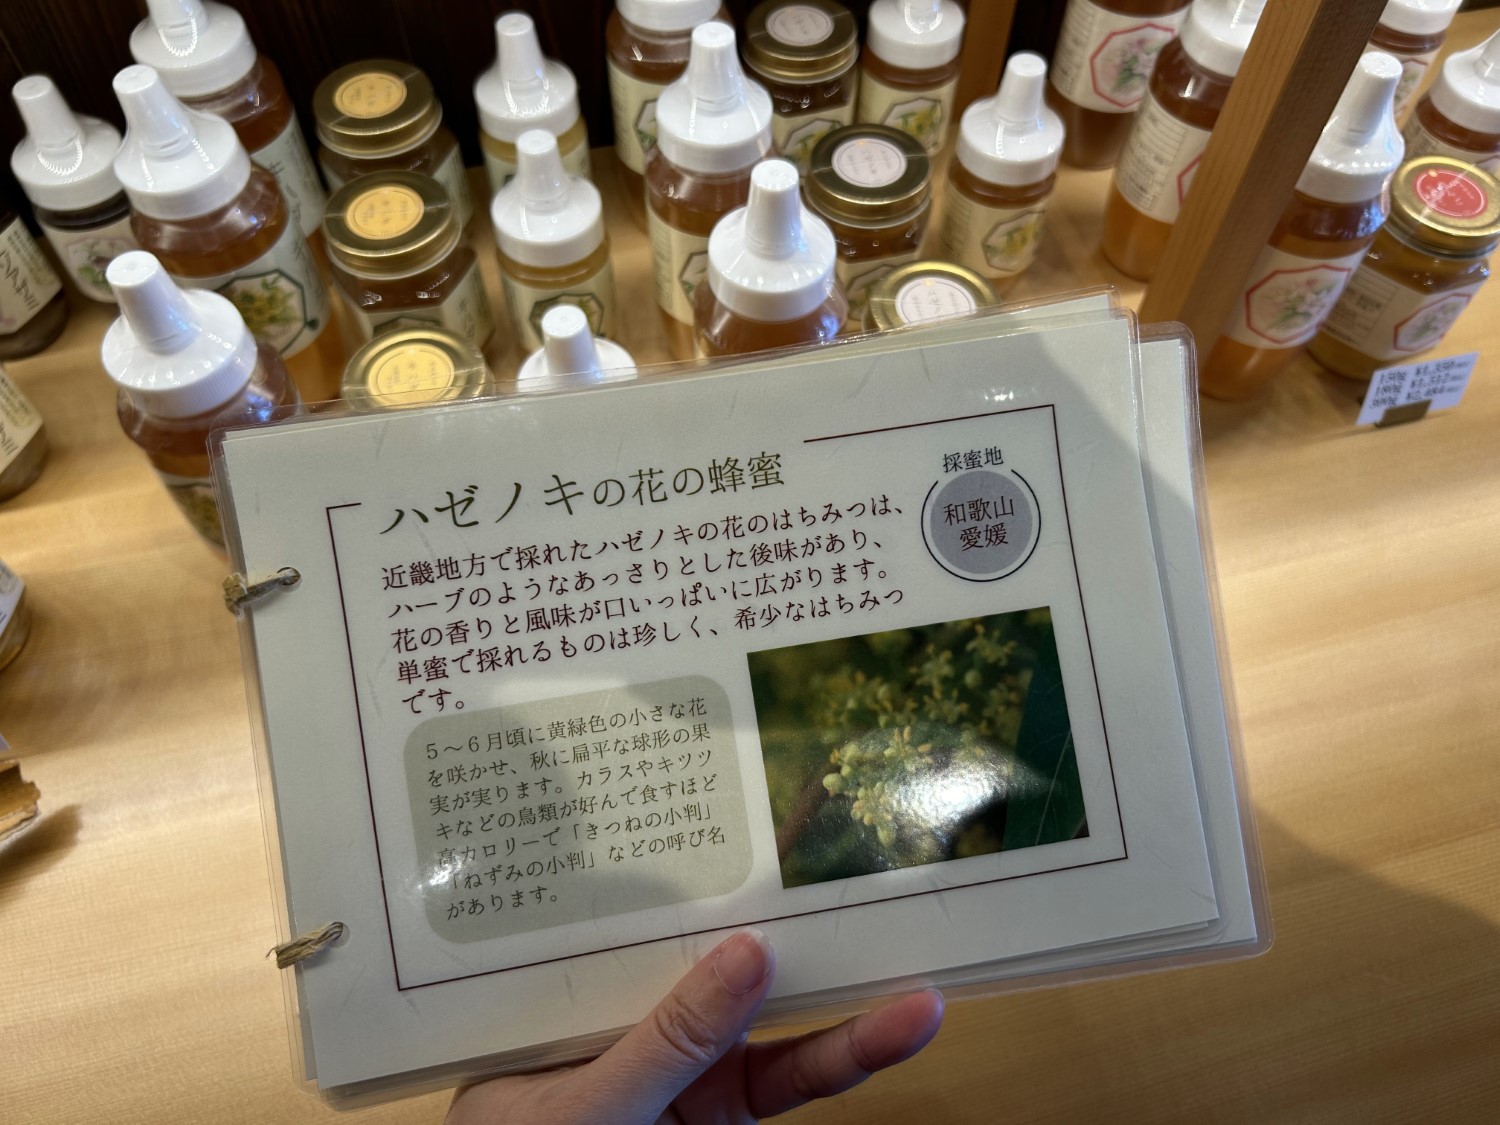 ハゼノキの花の蜂蜜
採蜜地
和歌山
愛媛
近畿地方で採れたハゼノキの花のはちみつは、
ハーブのようなあっさりとした後味があり、
花の香りと風味が口いっぱいに広がります。
単蜜で採れるものは珍しく、希少なはちみつ
です。
5～6月頃に黄緑色の小さな花
を咲かせ、秋に扁平な球形の果
実が実ります。カラスやキツツ
キなどの鳥類が好んで食すほど
高カロリーで「きつねの小判」
「ねずみの小判」などの呼び名
があります。